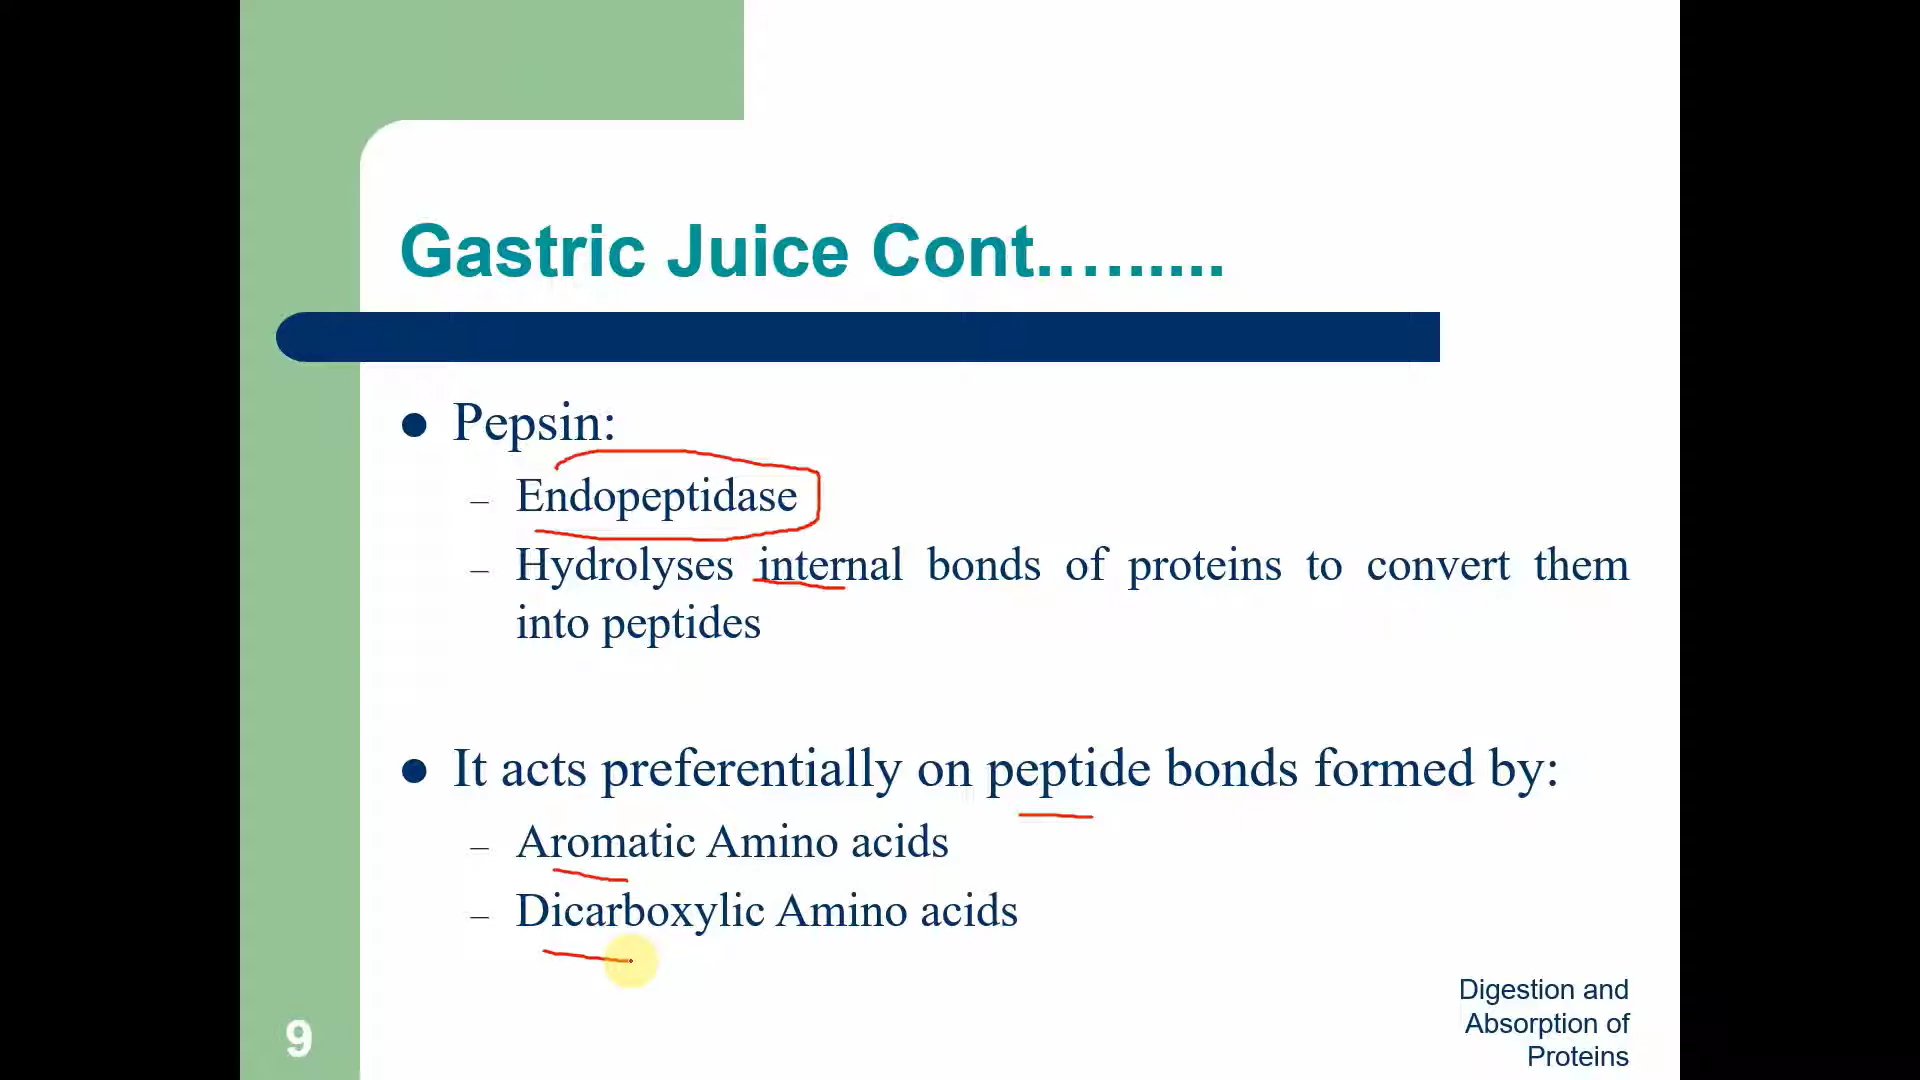 Gastric Juice Cont.…......
● Pepsin:
– Endopeptidase
– Hydrolyses internal bonds of proteins to convert them
into peptides
● It acts preferentially on peptide bonds formed by:
– Aromatic Amino acids
– Dicarboxylic Amino acids
9
Digestion and
Absorption of
Proteins